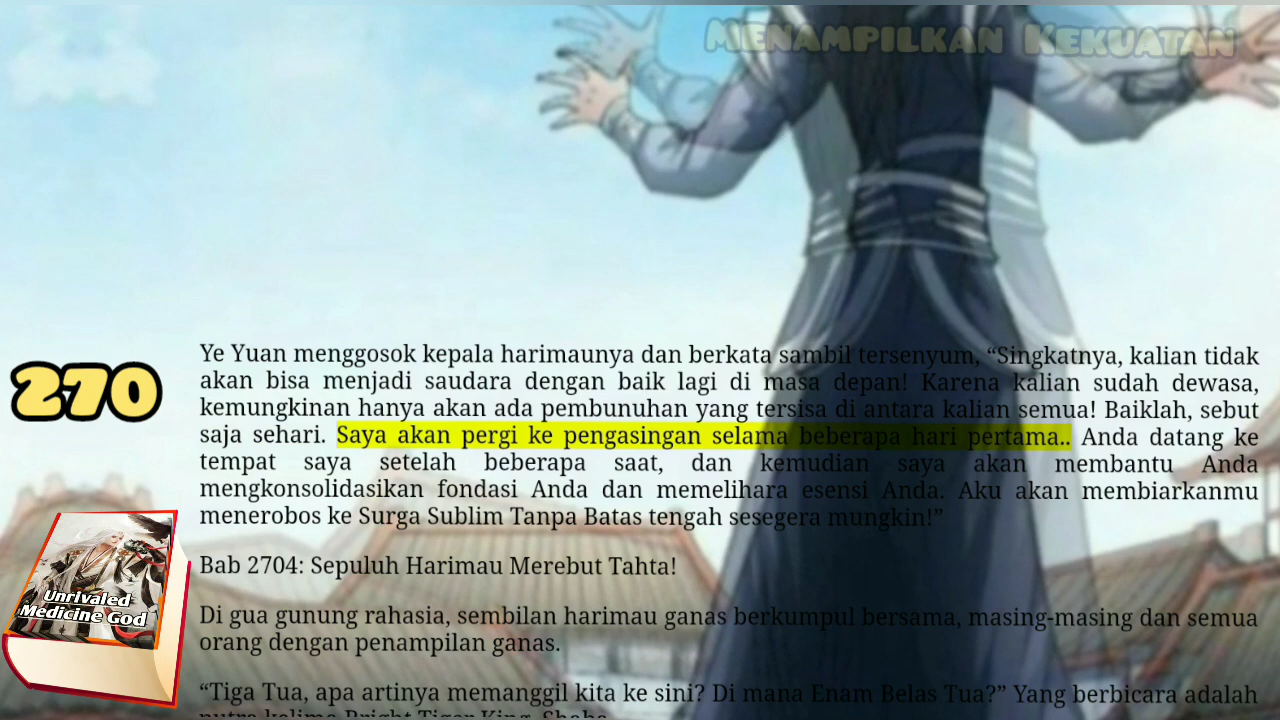 Menampilkan Kekuatan
270
Ye Yuan menggosok kepala harimaunya dan berkata sambil tersenyum, “Singkatnya, kalian tidak
akan bisa menjadi saudara dengan baik lagi di masa depan! Karena kalian sudah dewasa,
kemungkinan hanya akan ada pembunuhan yang tersisa di antara kalian semua! Baiklah, sebut
saja sehari. Saya akan pergi ke pengasingan selama beberapa hari pertama.. Anda datang ke
tempat saya setelah beberapa saat, dan kemudian saya akan membantu Anda
mengkonsolidasikan fondasi Anda dan memelihara esensi Anda. Aku akan membiarkanmu
menerobos ke Surga Sublim Tanpa Batas tengah sesegera mungkin!”
Bab 2704: Sepuluh Harimau Merebut Tahta!
Di gua gunung rahasia, sembilan harimau ganas berkumpul bersama, masing-masing dan semua
orang dengan penampilan ganas.
“Tiga Tua, apa artinya memanggil kita ke sini? Di mana Enam Belas Tua?” Yang berbicara adalah
putra kelima Bright Tiger King, Shaba.
Unrivaled
Medicine God